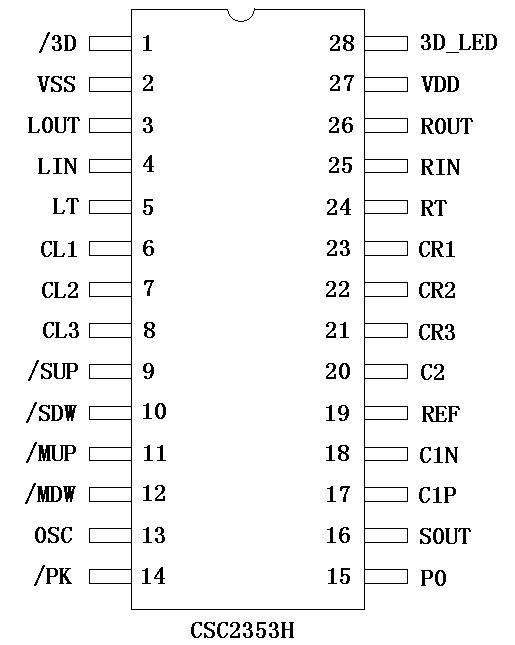 /3D 1 28 3D_LED
VSS 2 27 VDD
LOUT 3 26 ROUT
LIN 4 25 RIN
LT 5 24 RT
CL1 6 23 CR1
CL2 7 22 CR2
CL3 8 21 CR3
/SUP 9 20 C2
/SDW 10 19 REF
/MUP 11 18 C1N
/MDW 12 17 C1P
OSC 13 16 SOUT
/PK 14 15 PO
CSC2353H